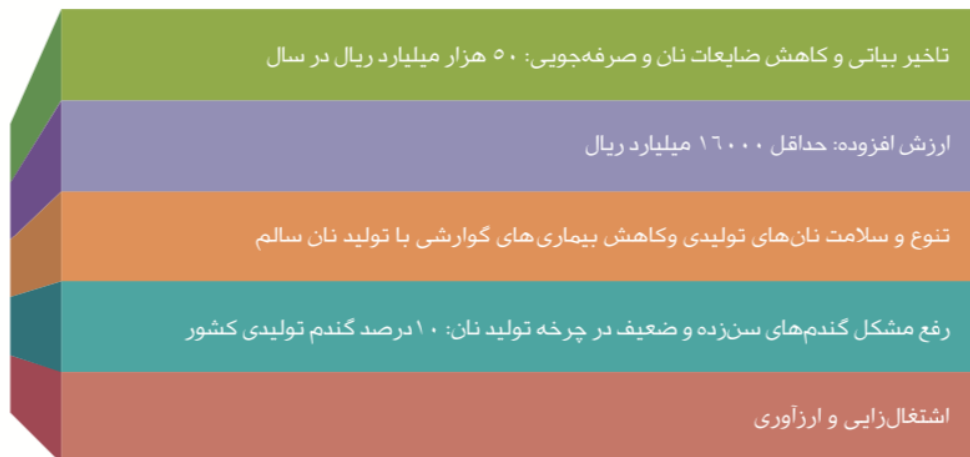 تاخیر بیاتی و کاهش ضایعات نان و صرفه‌جویی: ۵۰ هزار میلیارد ریال در سال
ارزش افزوده: حداقل ۱۶۰۰۰ میلیارد ریال
تنوع و سلامت نان‌های تولیدی وکاهش بیماری‌های گوارشی با تولید نان سالم
رفع مشکل گندم‌های سن‌زده و ضعیف در چرخه تولید نان: ۱۰درصد گندم تولیدی کشور
اشتغال‌زایی و ارزآوری